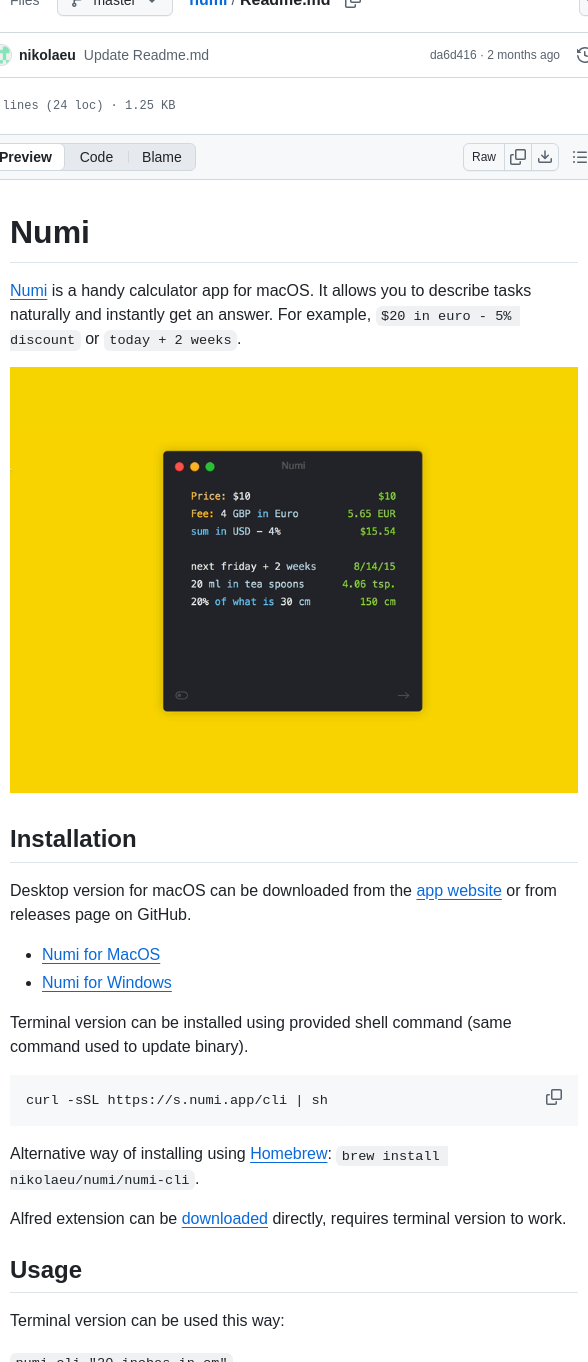 Files
master
numi / Readme.md
nikolaeu Update Readme.md
da6d416 · 2 months ago
lines (24 loc) · 1.25 KB
Preview
Code
Blame
Raw
Numi
Numi is a handy calculator app for macOS. It allows you to describe tasks
naturally and instantly get an answer. For example, $20 in euro - 5%
discount or today + 2 weeks.
Numi
Price: $10 $10
Fee: 4 GBP in Euro 5.65 EUR
sum in USD − 4% $15.54
next friday + 2 weeks 8/14/15
20 ml in tea spoons 4.06 tsp.
20% of what is 30 cm 150 cm
Installation
Desktop version for macOS can be downloaded from the app website or from
releases page on GitHub.
• Numi for MacOS
• Numi for Windows
Terminal version can be installed using provided shell command (same
command used to update binary).
curl -sSL https://s.numi.app/cli | sh
Alternative way of installing using Homebrew: brew install
nikolaeu/numi/numi-cli.
Alfred extension can be downloaded directly, requires terminal version to work.
Usage
Terminal version can be used this way:
numi-cli "20 inches in cm"